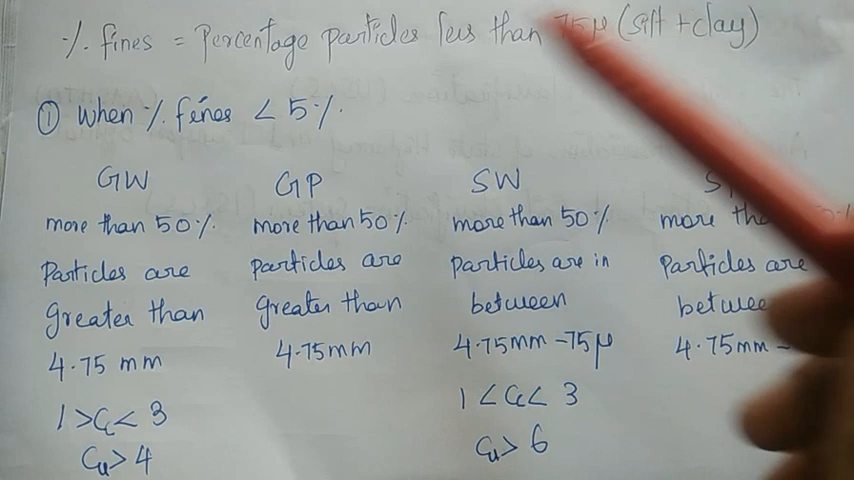 % fines = Percentage particles less than 75μ (silt + clay)
① when % fines < 5%.
GW
more than 50%
Particles are
greater than
4.75 mm
1 > Cc < 3
Cu > 4
GP
more than 50%
particles are
greater than
4.75mm
SW
more than 50%
particles are in
between
4.75mm - 75μ
1 < Cc < 3
Cu > 6
more
Particles are
4.75mm -